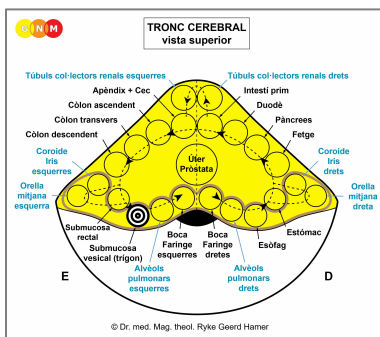 GNM
TRONC CEREBRAL
vista superior
Túbuls col·lectors renals esquerres
Túbuls col·lectors renals drets
Apèndix + Cec
Intestí prim
Còlon ascendent
Duodè
Còlon transvers
Pàncrees
Còlon descendent
Fetge
Úter
Pròstata
Coroide
Iris
esquerres
Coroide
Iris
drets
Orella
mitjana
esquerra
Orella
mitjana
dreta
Submucosa
rectal
Submucosa
vesical (trígon)
Boca
Faringe
esquerres
Boca
Faringe
dretes
Estómac
Esòfag
Alvèols
pulmonars
esquerres
Alvèols
pulmonars
drets
E
D
© Dr. med. Mag. theol. Ryke Geerd Hamer